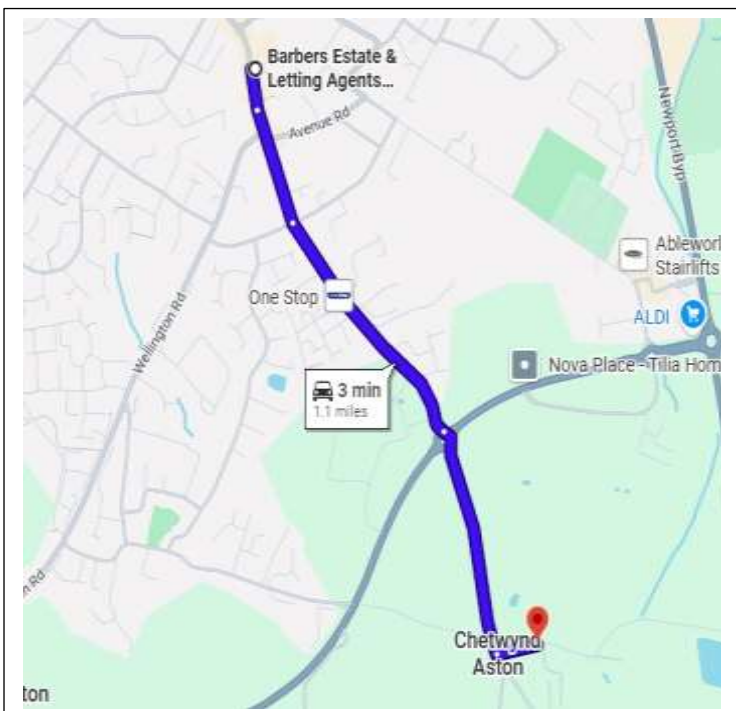 Barbers Estate &
Letting Agents...
Avenue Rd
Newport Byp
Ablewor
Stairlifts
One Stop
ALDI
Wellington Rd
Nova Place - Tilia Hom
3 min
1.1 miles
n Rd
Chetwynd
Aston
ton